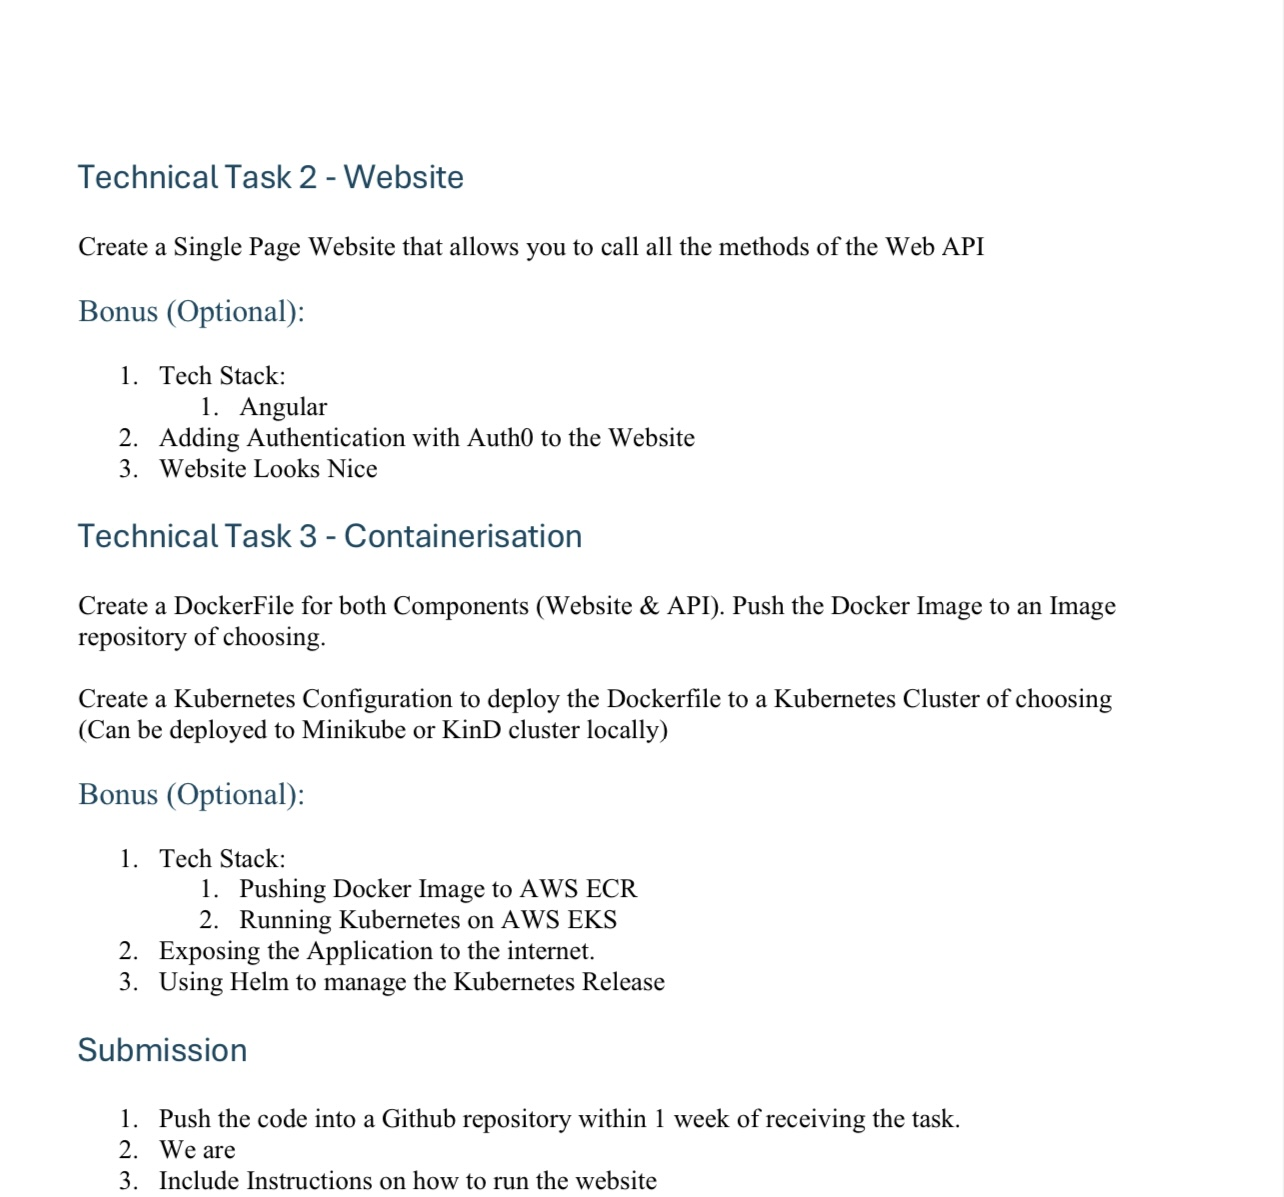 Technical Task 2 - Website
Create a Single Page Website that allows you to call all the methods of the Web API
Bonus (Optional):
1. Tech Stack:
1. Angular
2. Adding Authentication with Auth0 to the Website
3. Website Looks Nice
Technical Task 3 - Containerisation
Create a DockerFile for both Components (Website & API). Push the Docker Image to an Image
repository of choosing.
Create a Kubernetes Configuration to deploy the Dockerfile to a Kubernetes Cluster of choosing
(Can be deployed to Minikube or KinD cluster locally)
Bonus (Optional):
1. Tech Stack:
1. Pushing Docker Image to AWS ECR
2. Running Kubernetes on AWS EKS
2. Exposing the Application to the internet.
3. Using Helm to manage the Kubernetes Release
Submission
1. Push the code into a Github repository within 1 week of receiving the task.
2. We are
3. Include Instructions on how to run the website